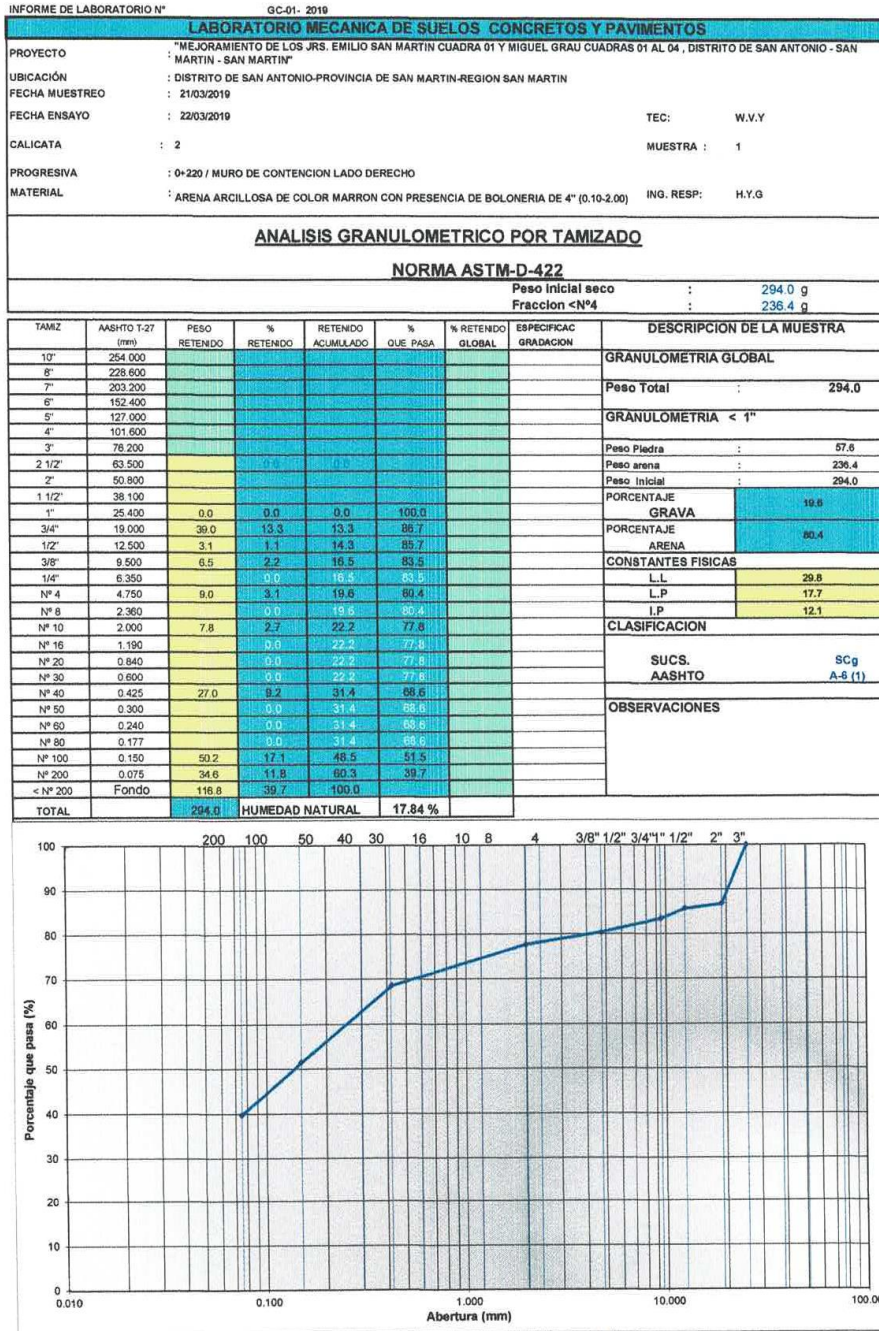 INFORME DE LABORATORIO N° GC-01- 2019
LABORATORIO MECANICA DE SUELOS CONCRETOS Y PAVIMENTOS
PROYECTO : "MEJORAMIENTO DE LOS JRS. EMILIO SAN MARTIN CUADRA 01 Y MIGUEL GRAU CUADRAS 01 AL 04 , DISTRITO DE SAN ANTONIO - SAN
MARTIN - SAN MARTIN"
UBICACIÓN : DISTRITO DE SAN ANTONIO-PROVINCIA DE SAN MARTIN-REGION SAN MARTIN
FECHA MUESTREO : 21/03/2019
FECHA ENSAYO : 22/03/2019 TEC: W.V.Y
CALICATA : 2 MUESTRA : 1
PROGRESIVA : 0+220 / MURO DE CONTENCION LADO DERECHO
MATERIAL : ARENA ARCILLOSA DE COLOR MARRON CON PRESENCIA DE BOLONERIA DE 4" (0.10-2.00) ING. RESP: H.Y.G
ANALISIS GRANULOMETRICO POR TAMIZADO
NORMA ASTM-D-422
Peso inicial seco : 294.0 g
Fraccion <Nº4 : 236.4 g
TAMIZ AASHTO T-27 PESO % RETENIDO % % RETENIDO ESPECIFICAC DESCRIPCION DE LA MUESTRA
(mm) RETENIDO RETENIDO ACUMULADO QUE PASA GLOBAL GRADACION
10" 254.000 GRANULOMETRIA GLOBAL
8" 228.600
7" 203.200 Peso Total : 294.0
6" 152.400
5" 127.000 GRANULOMETRIA < 1"
4" 101.600
3" 76.200 Peso Piedra : 57.6
2 1/2" 63.500 0.0 0.0 Peso arena : 236.4
2" 50.800 Peso Inicial : 294.0
1 1/2" 38.100 PORCENTAJE 19.6
1" 25.400 0.0 0.0 0.0 100.0 GRAVA
3/4" 19.000 39.0 13.3 13.3 86.7 PORCENTAJE 80.4
1/2" 12.500 3.1 1.1 14.3 85.7 ARENA
3/8" 9.500 6.5 2.2 16.5 83.5 CONSTANTES FISICAS
1/4" 6.350 0.0 16.5 83.5 L.L 29.8
Nº 4 4.750 9.0 3.1 19.6 80.4 L.P 17.7
Nº 8 2.360 0.0 19.6 80.4 I.P 12.1
Nº 10 2.000 7.8 2.7 22.2 77.8 CLASIFICACION
Nº 16 1.190 0.0 22.2 77.8
Nº 20 0.840 0.0 22.2 77.8 SUCS. SCg
Nº 30 0.600 0.0 22.2 77.8 AASHTO A-6 (1)
Nº 40 0.425 27.0 9.2 31.4 68.6
Nº 50 0.300 0.0 31.4 68.6 OBSERVACIONES
Nº 60 0.240 0.0 31.4 68.6
Nº 80 0.177 0.0 31.4 68.6
Nº 100 0.150 50.2 17.1 48.5 51.5
Nº 200 0.075 34.6 11.8 60.3 39.7
< Nº 200 Fondo 116.8 39.7 100.0
TOTAL 294.0 HUMEDAD NATURAL 17.84 %
200 100 50 40 30 16 10 8 4 3/8" 1/2" 3/4" 1" 1/2" 2" 3"
100
90
80
70
60
50
40
30
20
10
0
Porcentaje que pasa (%)
0.010 0.100 1.000 10.000 100.00
Abertura (mm)